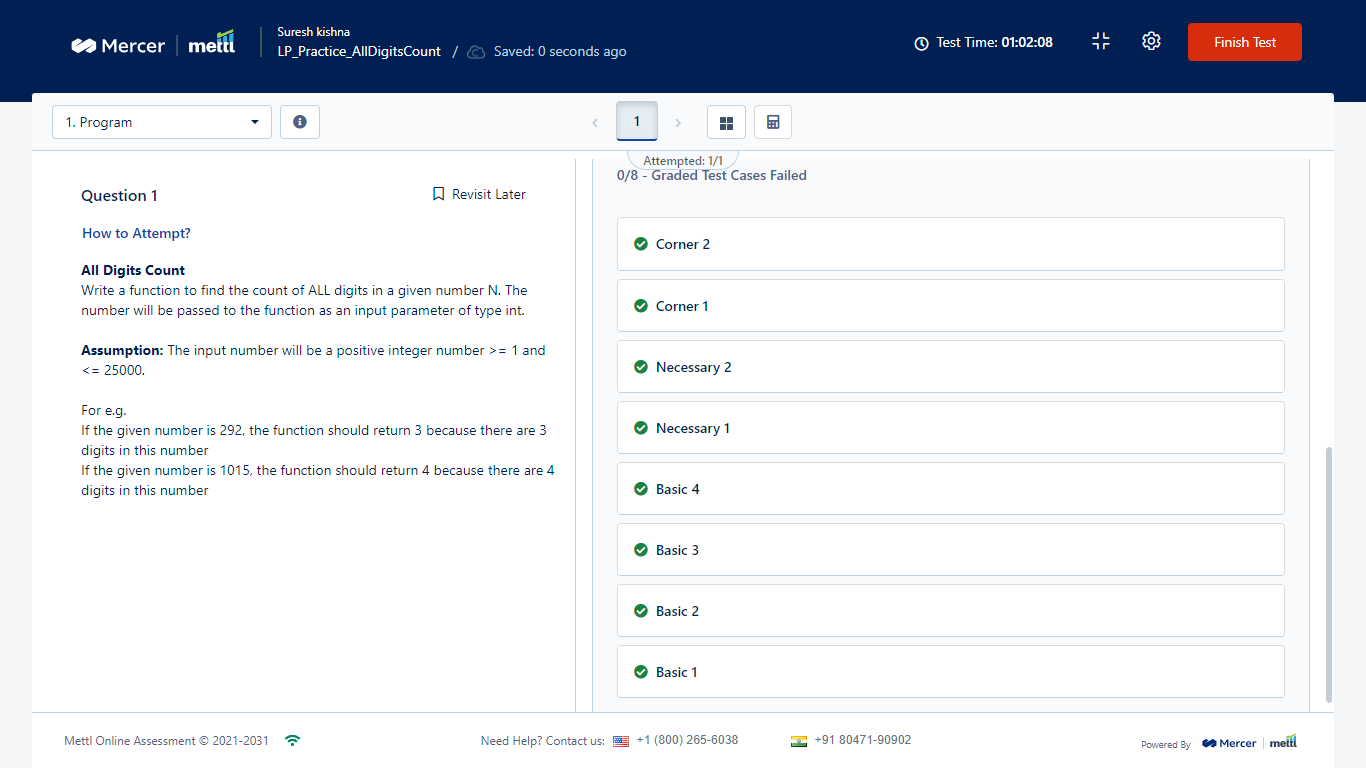 Mercer mettl
Suresh kishna
LP_Practice_AllDigitsCount / Saved: 0 seconds ago
Test Time: 01:02:08
Finish Test
1. Program
1
Attempted: 1/1
Question 1
Revisit Later
How to Attempt?
All Digits Count
Write a function to find the count of ALL digits in a given number N. The
number will be passed to the function as an input parameter of type int.
Assumption: The input number will be a positive integer number >= 1 and
<= 25000.
For e.g.
If the given number is 292, the function should return 3 because there are 3
digits in this number
If the given number is 1015, the function should return 4 because there are 4
digits in this number
0/8 - Graded Test Cases Failed
Corner 2
Corner 1
Necessary 2
Necessary 1
Basic 4
Basic 3
Basic 2
Basic 1
Mettl Online Assessment © 2021-2031
Need Help? Contact us: +1 (800) 265-6038
+91 80471-90902
Powered By Mercer mettl